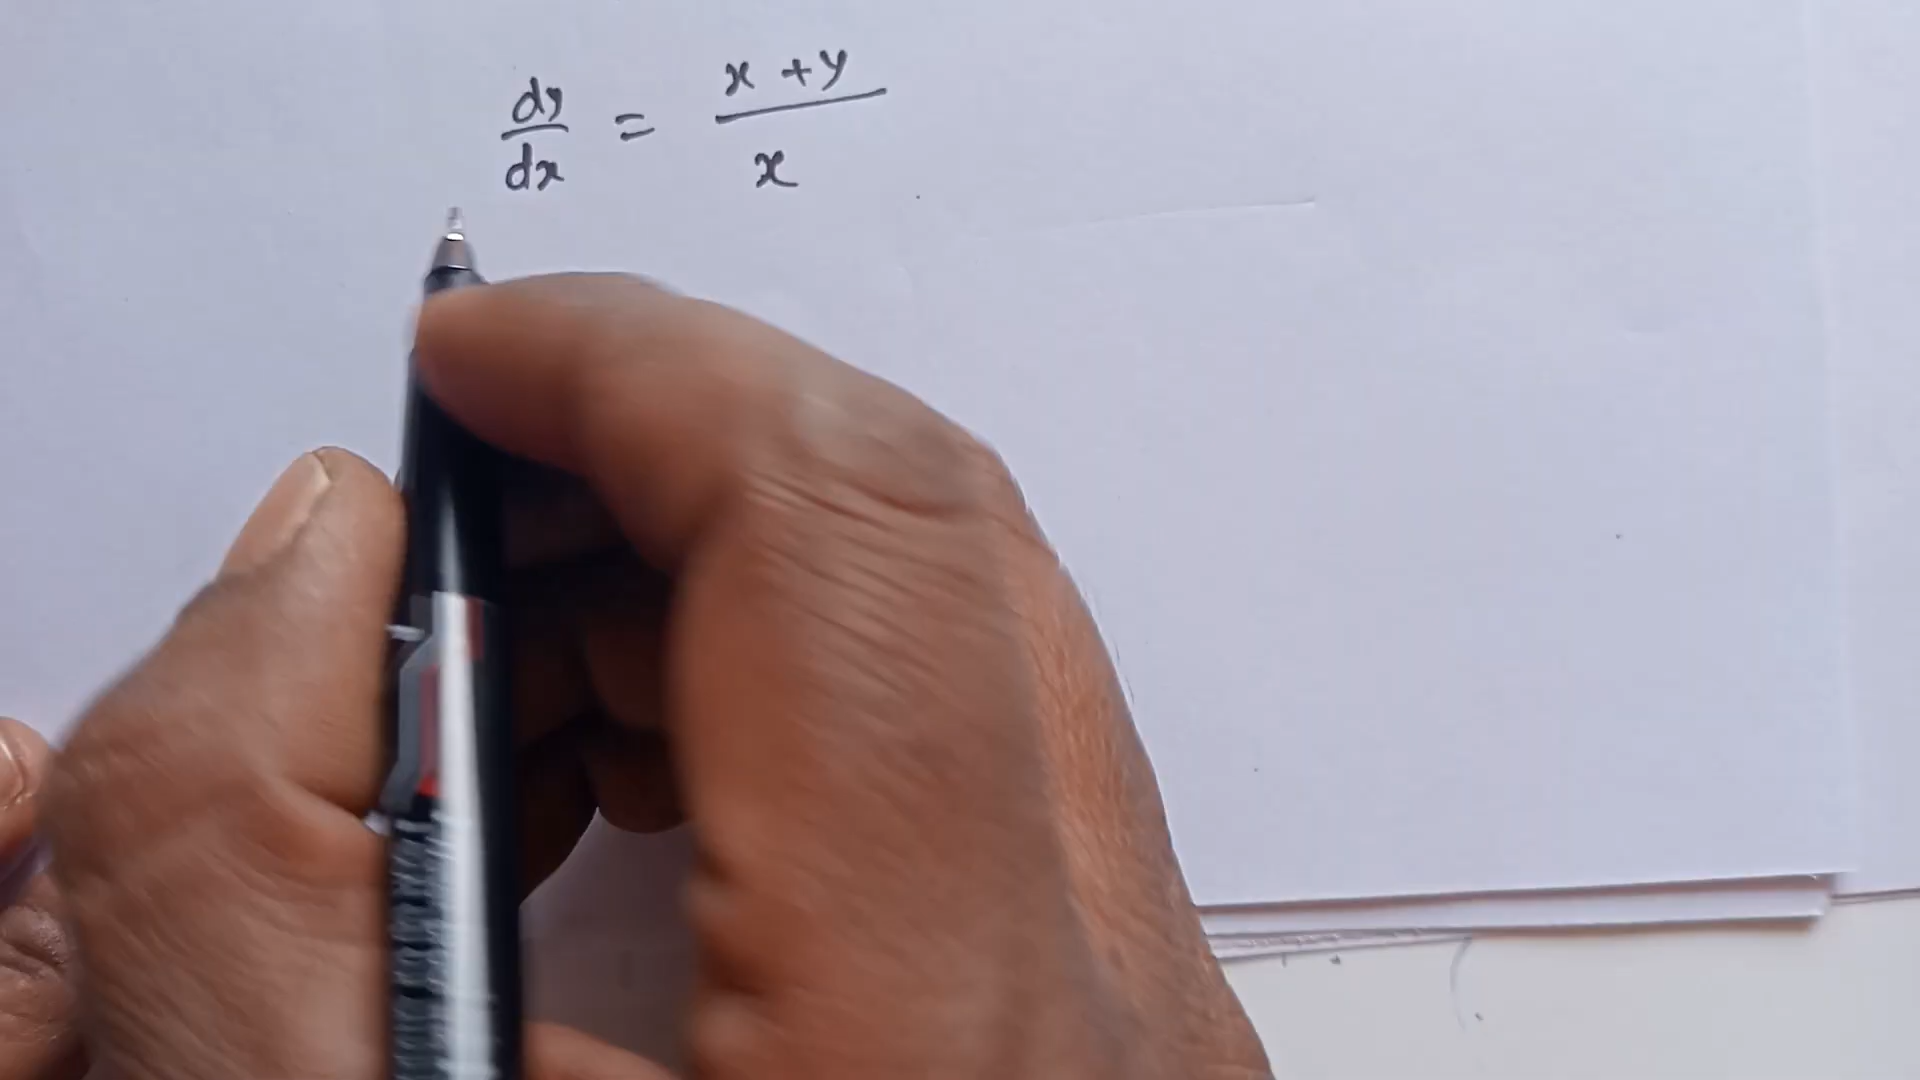 dy/dx = x + y/x